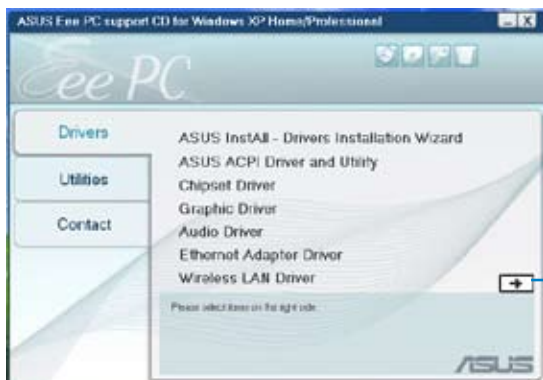 ASUS Eee PC support CD for Windows XP Home/Professional
Eee PC
Drivers
Utilities
Contact
ASUS InstAll - Drivers Installation Wizard
ASUS ACPI Driver and Utility
Chipset Driver
Graphic Driver
Audio Driver
Ethernet Adapter Driver
Wireless LAN Driver
Please select items on the right side.
ASUS